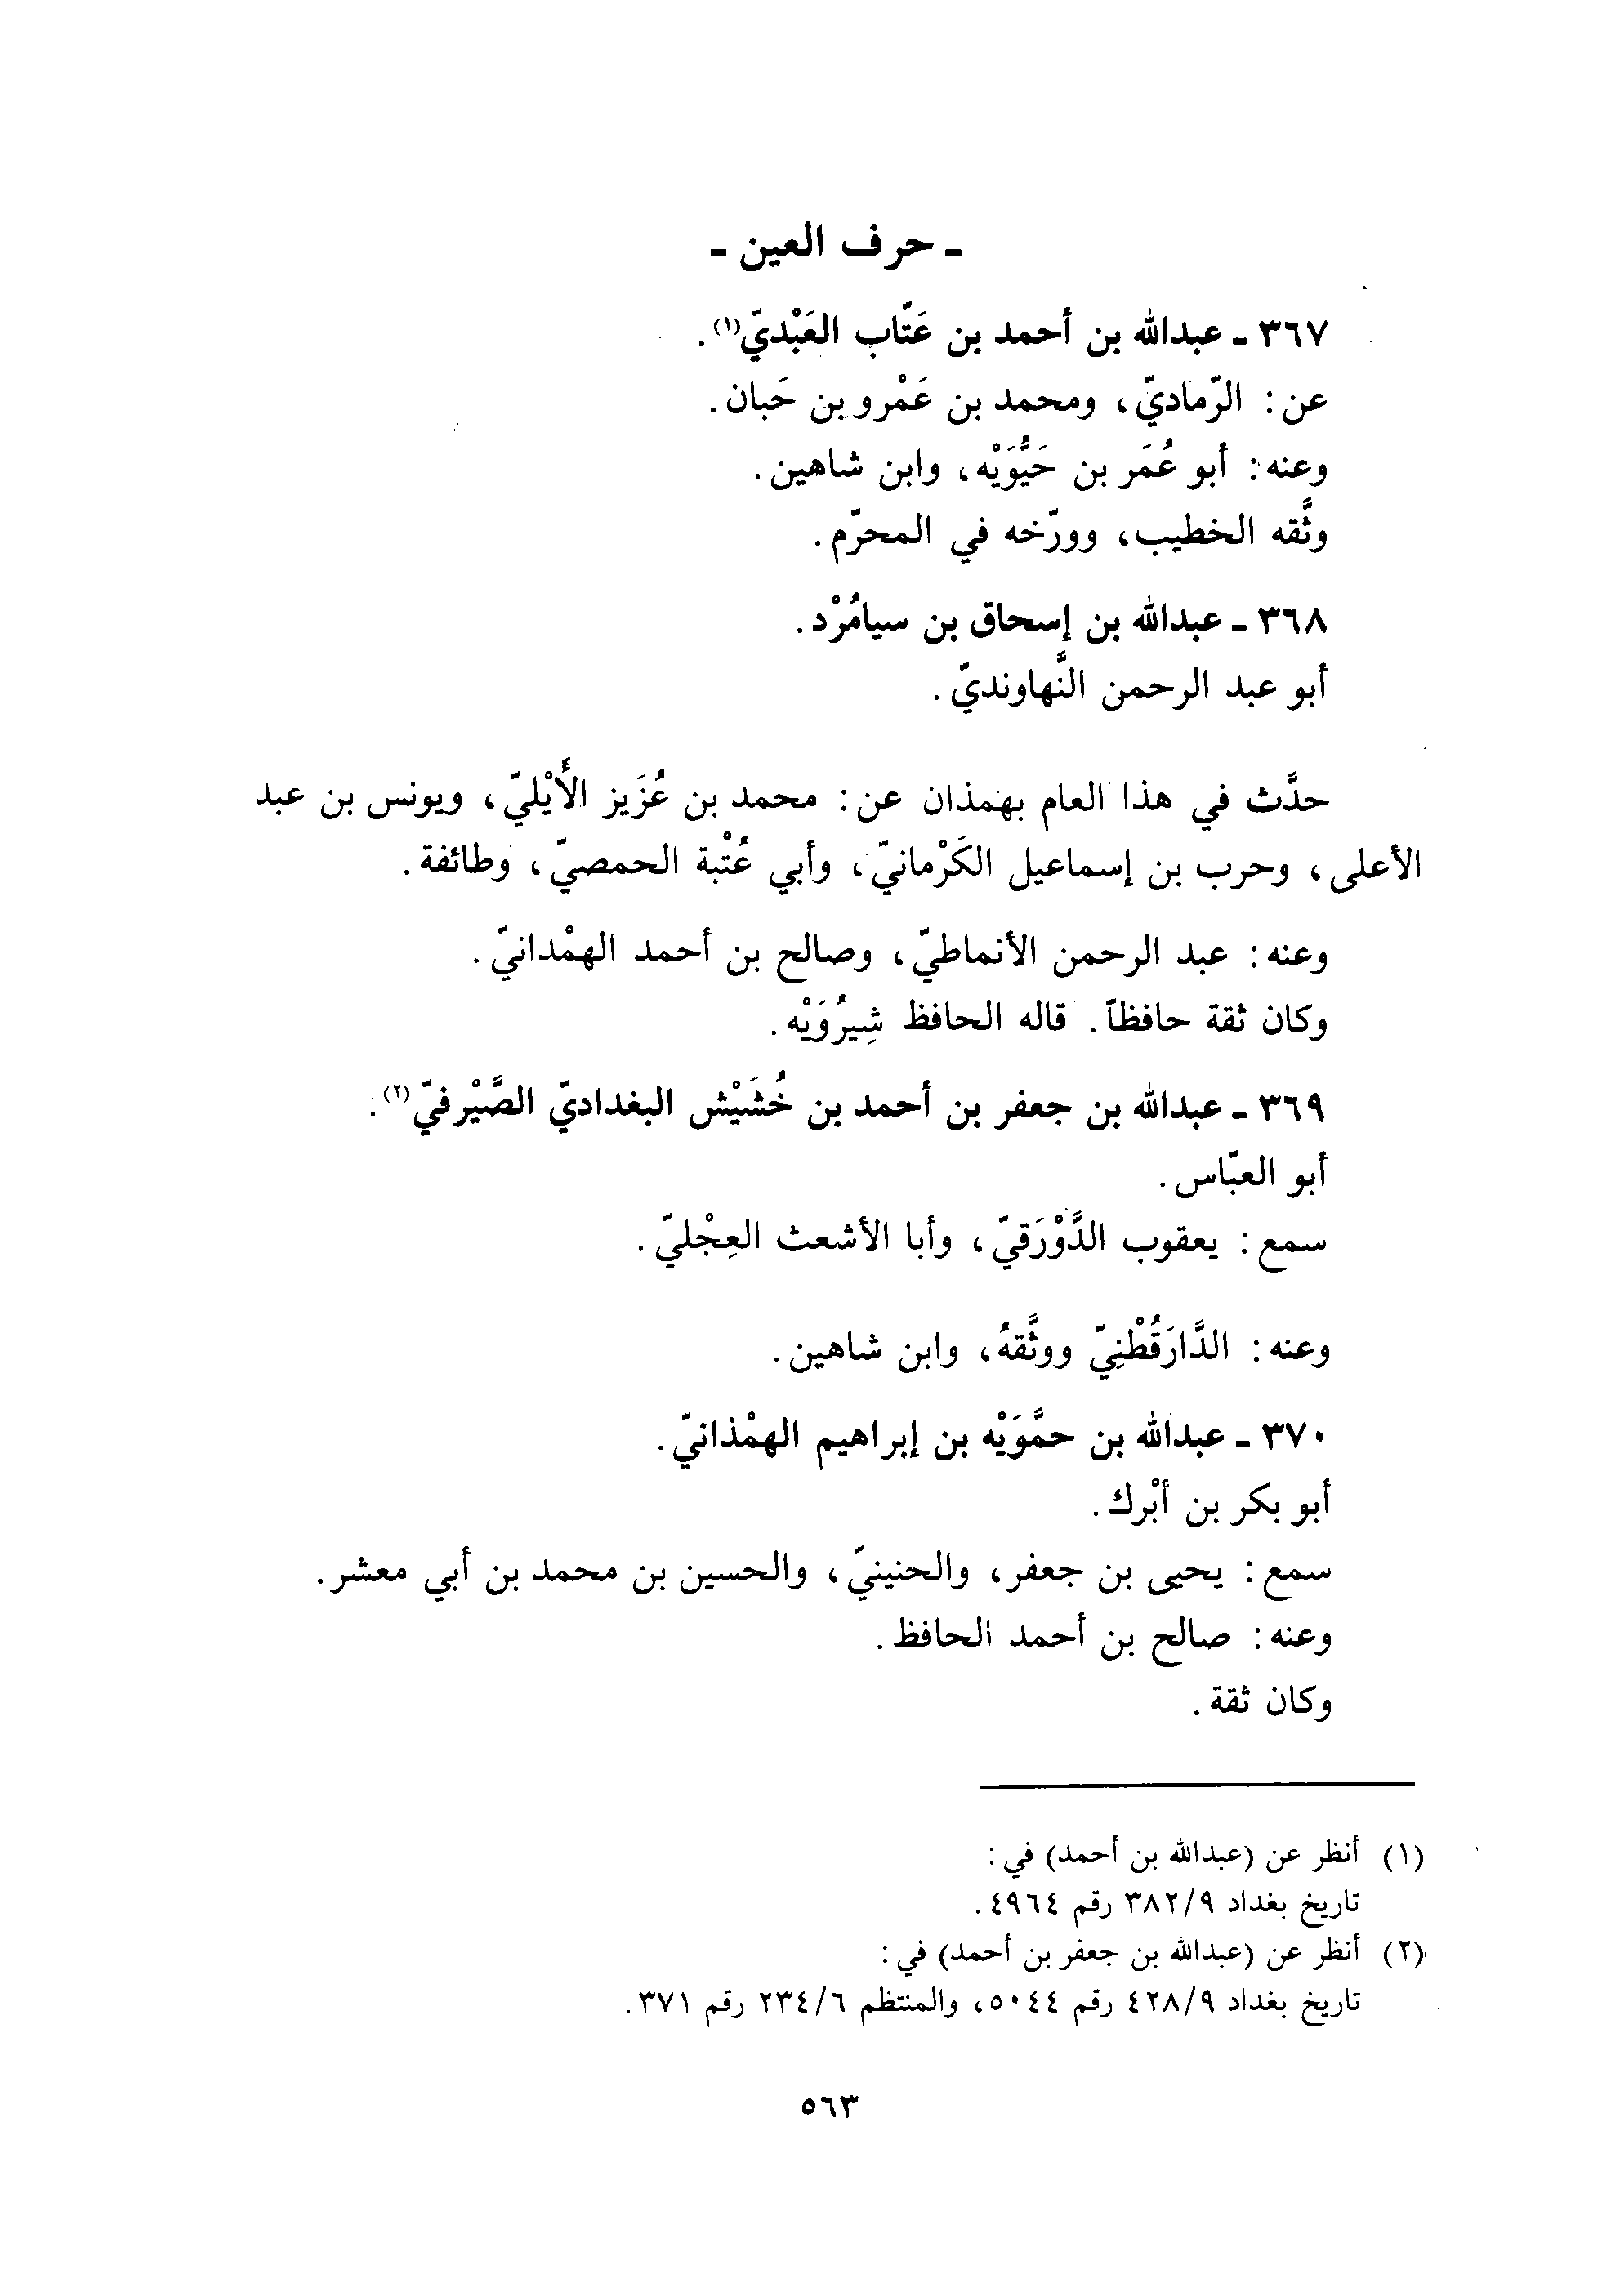 ـ حرف العين ـ
٣٦٧ ـ عبدالله بن أحمد بن عَتّاب العَبْديّ(١).
عن: الرّماديّ، ومحمد بن عَمْرو بن حَبان.
وعنه: أبو عُمَر بن حَيُّوَيْه، وابن شاهين.
وثَّقه الخطيب، وورّخه في المحرّم.
٣٦٨ ـ عبدالله بن إسحاق بن سيامُرْد.
أبو عبد الرحمن النَّهاونديّ.
حدَّث في هذا العام بهمذان عن: محمد بن عُزَيز الأَيْليّ، ويونس بن عبد
الأعلى، وحرب بن إسماعيل الكَرْمانيّ، وأبي عُتْبة الحمصيّ، وطائفة.
وعنه: عبد الرحمن الأنماطيّ، وصالح بن أحمد الهمْدانيّ.
وكان ثقة حافظاً. قاله الحافظ شِيرُوَيْه.
٣٦٩ ـ عبدالله بن جعفر بن أحمد بن خُشَيْش البغداديّ الصَّيْرفيّ(٢).
أبو العبّاس.
سمع: يعقوب الدَّوْرَقيّ، وأبا الأشعث العِجْليّ.
وعنه: الدَّارَقُطْنِيّ ووثَّقهُ، وابن شاهين.
٣٧٠ ـ عبدالله بن حمَّوَيْه بن إبراهيم الهمْذانيّ.
أبو بكر بن أبْرك.
سمع: يحيى بن جعفر، والحنينيّ، والحسين بن محمد بن أبي معشر.
وعنه: صالح بن أحمد الحافظ.
وكان ثقة.
(١) أنظر عن (عبدالله بن أحمد) في:
تاريخ بغداد ٣٨٢/٩ رقم ٤٩٦٤.
(٢) أنظر عن (عبدالله بن جعفر بن أحمد) في:
تاريخ بغداد ٤٢٨/٩ رقم ٥٠٤٤، والمنتظم ٢٣٤/٦ رقم ٣٧١.
٥٦٣